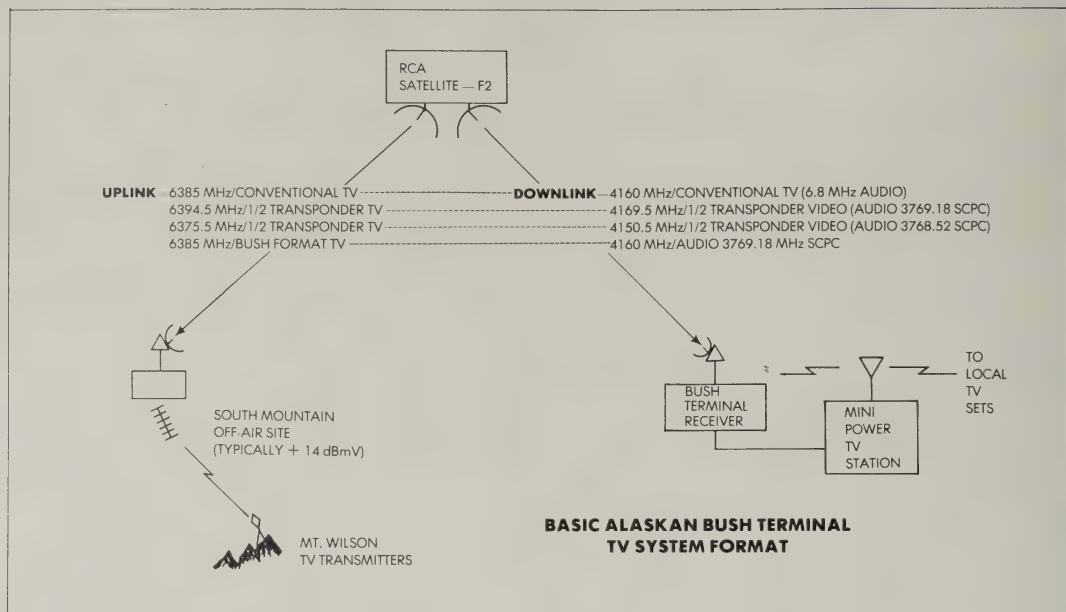 RCA
SATELLITE — F2
UPLINK 6385 MHz/CONVENTIONAL TV DOWNLINK 4160 MHz/CONVENTIONAL TV (6.8 MHz AUDIO)
6394.5 MHz/1/2 TRANSPONDER TV 4169.5 MHz/1/2 TRANSPONDER VIDEO (AUDIO 3769.18 SCPC)
6375.5 MHz/1/2 TRANSPONDER TV 4150.5 MHz/1/2 TRANSPONDER VIDEO (AUDIO 3768.52 SCPC)
6385 MHz/BUSH FORMAT TV 4160 MHz/AUDIO 3769.18 MHz SCPC
SOUTH MOUNTAIN
OFF-AIR SITE
(TYPICALLY + 14 dBmV)
MT. WILSON
TV TRANSMITTERS
BUSH
TERMINAL
RECEIVER
MINI
POWER
TV
STATION
TO
LOCAL
TV
SETS
BASIC ALASKAN BUSH TERMINAL
TV SYSTEM FORMAT